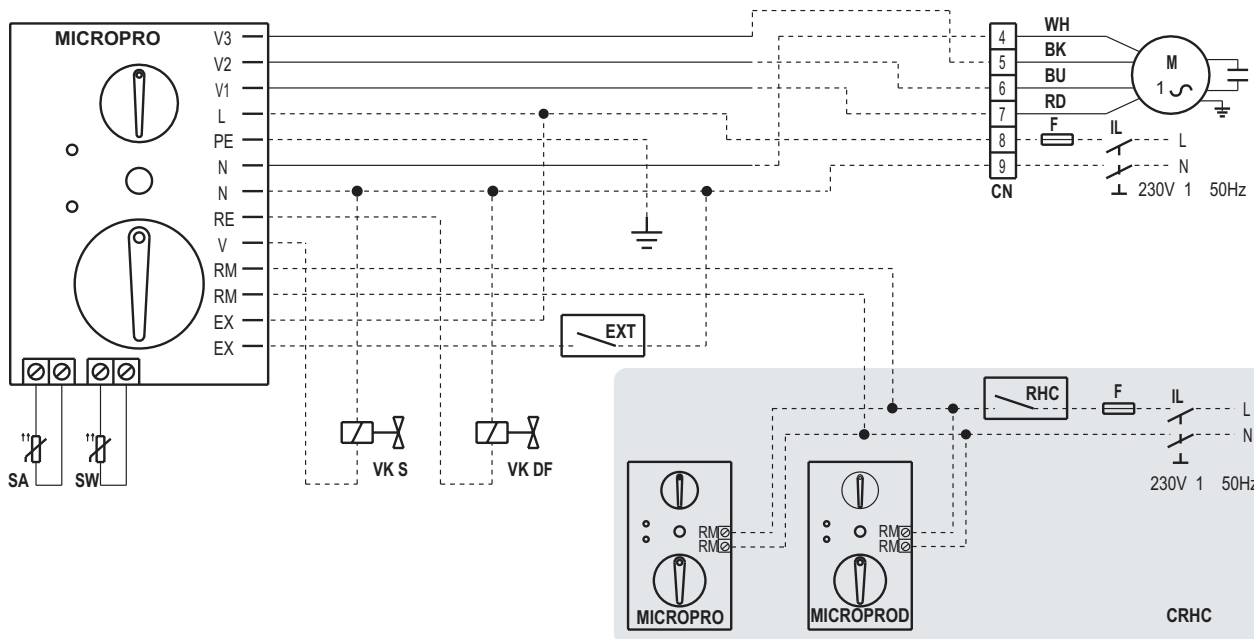 MICROPRO
V3
V2
V1
L
PE
N
N
RE
V
RM
RM
EX
EX
SA
SW
VK S
VK DF
EXT
4
5
6
7
8
9
CN
WH
BK
BU
RD
M
1
F
IL
L
N
230V 1 50Hz
RHC
F
IL
L
N
230V 1 50Hz
RM
RM
MICROPRO
RM
RM
MICROPROD
CRHC